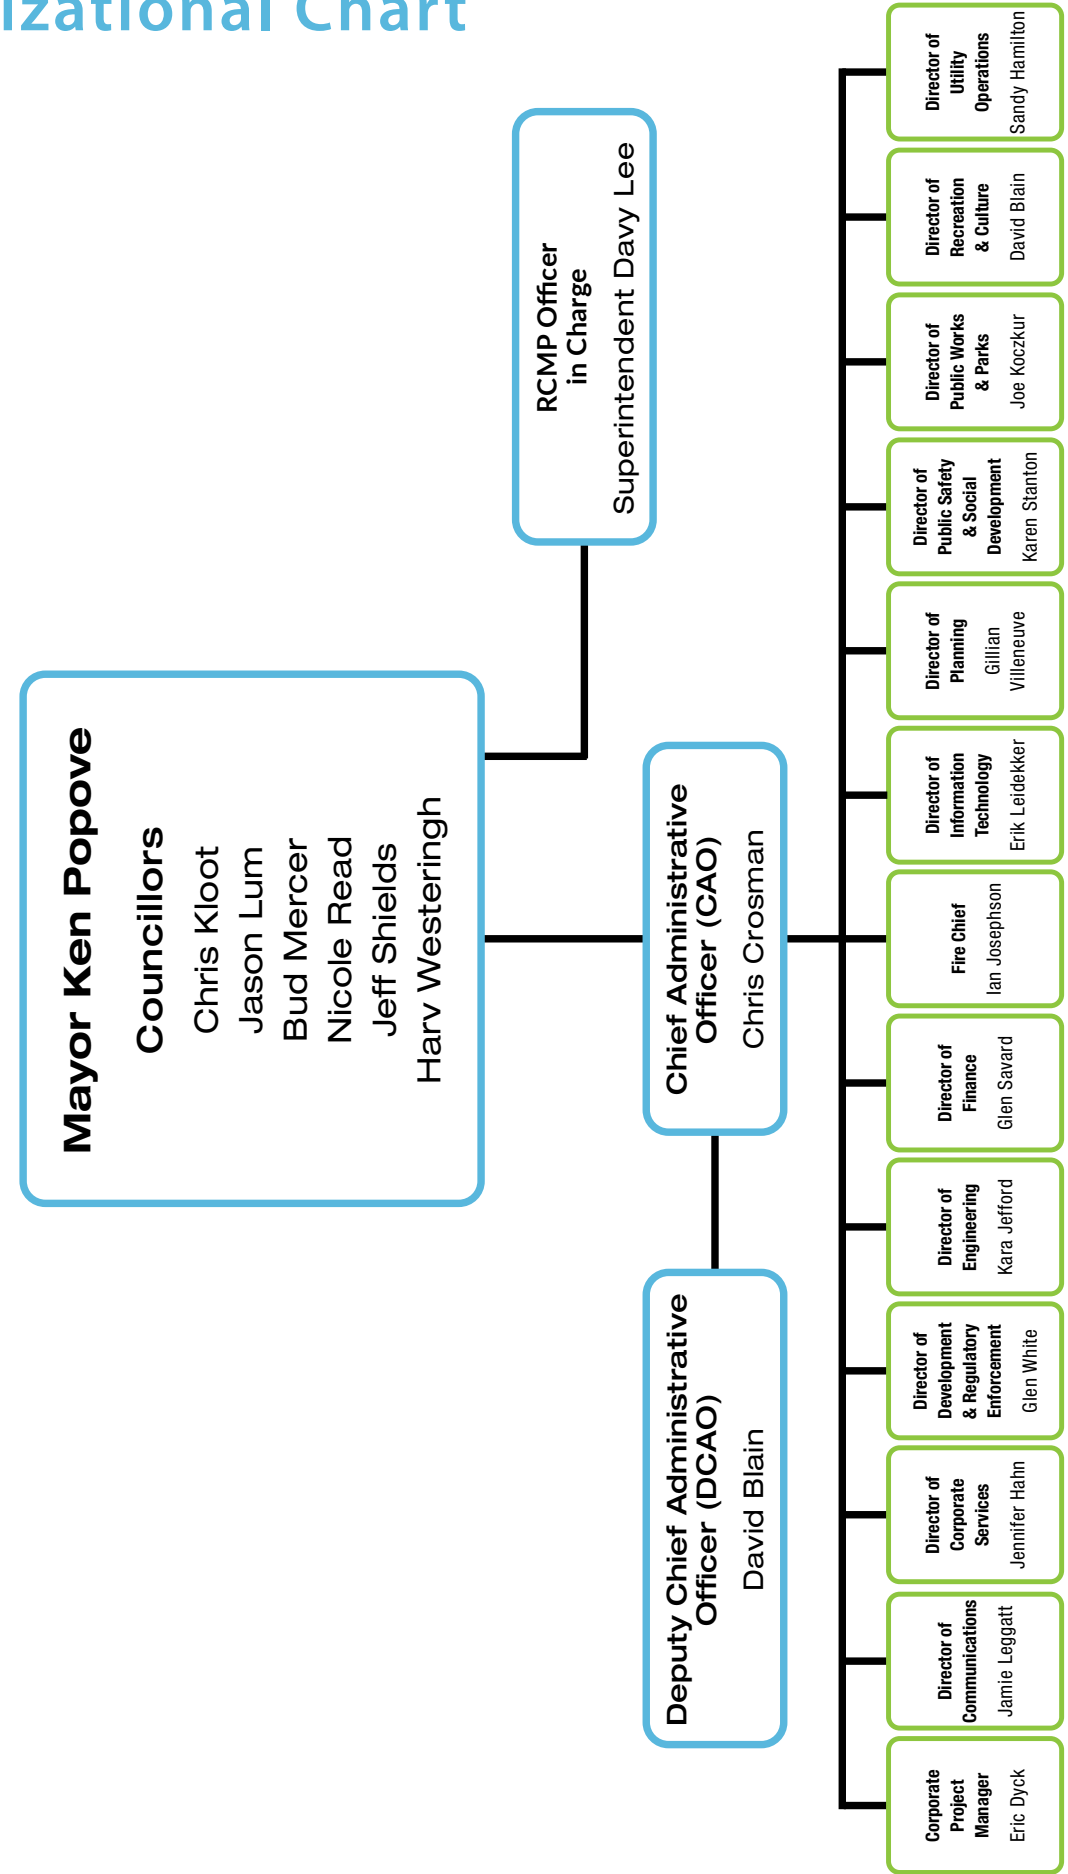 izational Chart
Mayor Ken Popove
Councillors
Chris Kloot
Jason Lum
Bud Mercer
Nicole Read
Jeff Shields
Harv Westeringh
RCMP Officer
in Charge
Superintendent Davy Lee
Deputy Chief Administrative
Officer (DCAO)
David Blain
Chief Administrative
Officer (CAO)
Chris Crosman
Corporate
Project
Manager
Eric Dyck
Director of
Communications
Jamie Leggatt
Director of
Corporate
Services
Jennifer Hahn
Director of
Development
& Regulatory
Enforcement
Glen White
Director of
Engineering
Kara Jefford
Director of
Finance
Glen Savard
Fire Chief
Ian Josephson
Director of
Information
Technology
Erik Leidekker
Director of
Planning
Gillian
Villeneuve
Director of
Public Safety
& Social
Development
Karen Stanton
Director of
Public Works
& Parks
Joe Koczkur
Director of
Recreation
& Culture
David Blain
Director of
Utility
Operations
Sandy Hamilton